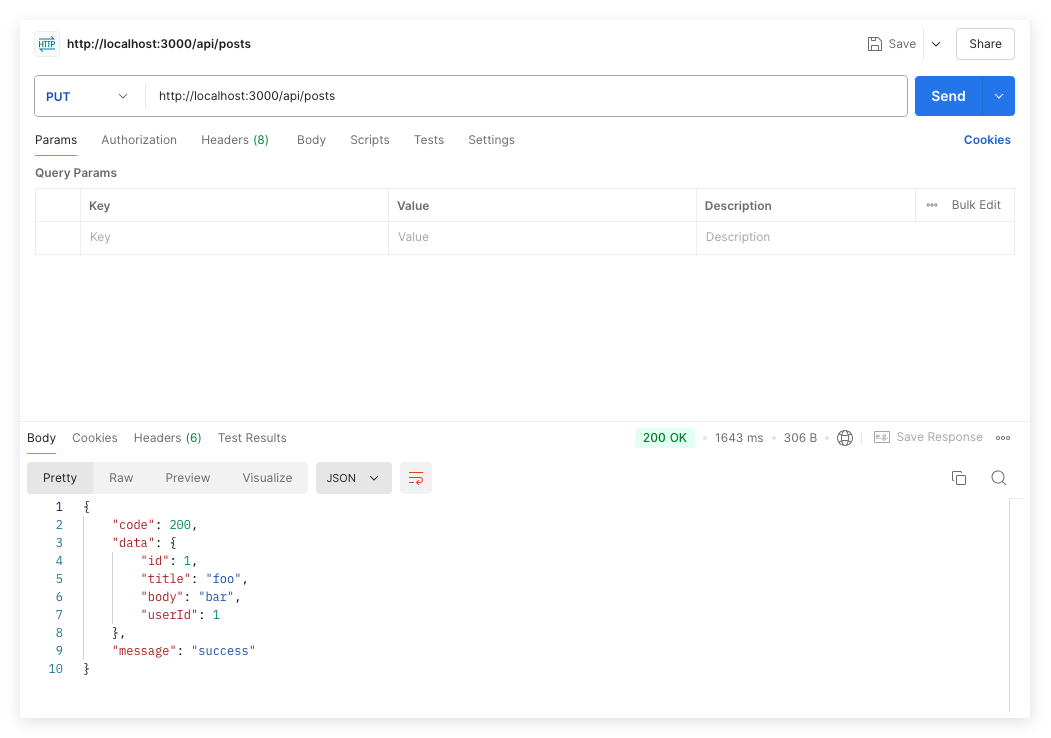 HTTP http://localhost:3000/api/posts Save Share
PUT http://localhost:3000/api/posts Send
Params Authorization Headers (8) Body Scripts Tests Settings Cookies
Query Params
Key Value Description Bulk Edit
Key Value Description
Body Cookies Headers (6) Test Results 200 OK 1643 ms 306 B e.g. Save Response
Pretty Raw Preview Visualize JSON
1 {
2 "code": 200,
3 "data": {
4 "id": 1,
5 "title": "foo",
6 "body": "bar",
7 "userId": 1
8 },
9 "message": "success"
10 }